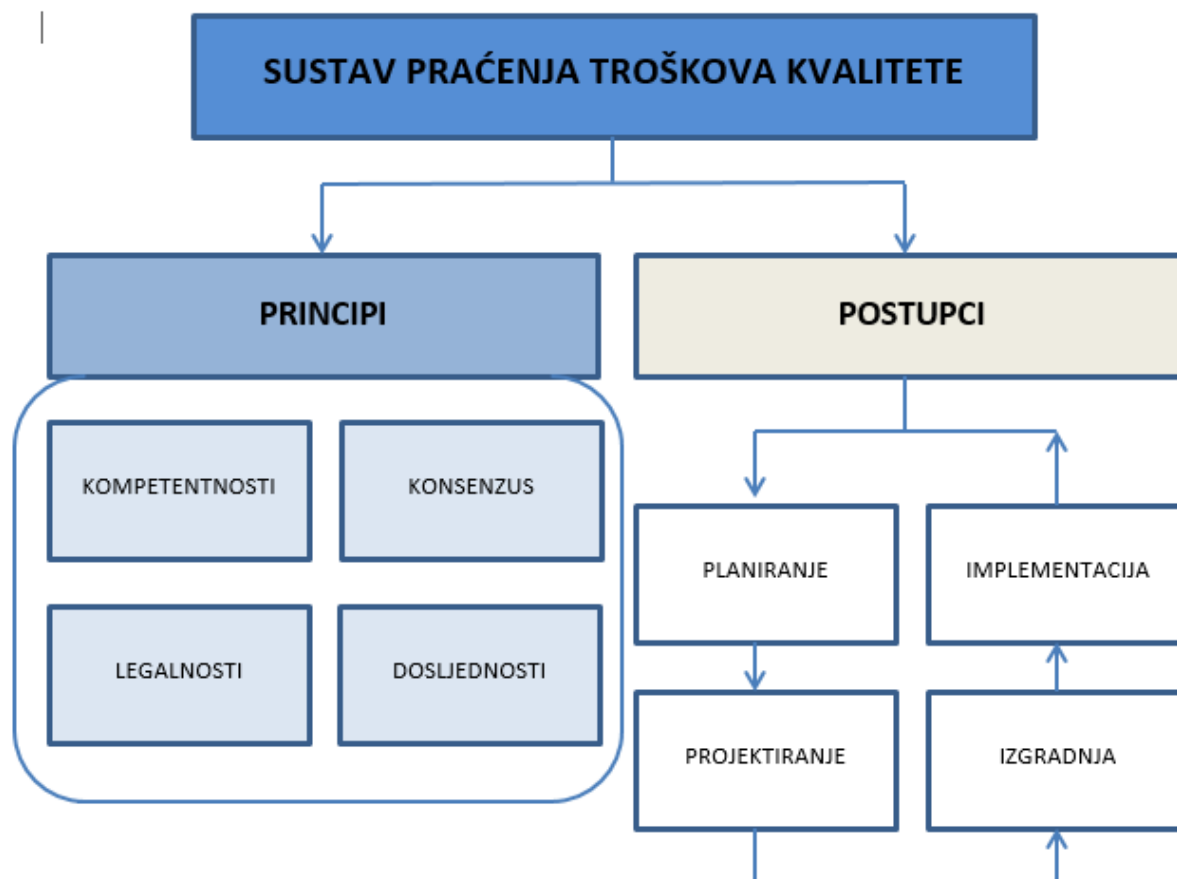 SUSTAV PRAĆENJA TROŠKOVA KVALITETE
PRINCIPI
POSTUPCI
KOMPETENTNOSTI
KONSENZUS
LEGALNOSTI
DOSLJEDNOSTI
PLANIRANJE
IMPLEMENTACIJA
PROJEKTIRANJE
IZGRADNJA